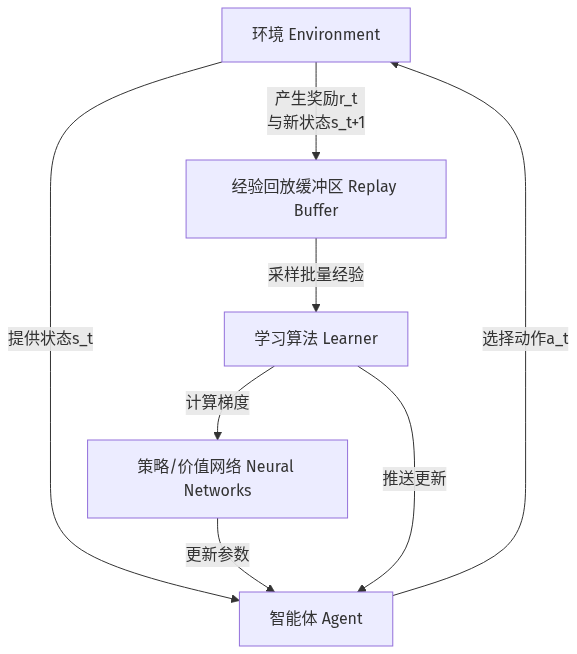 环境 Environment
产生奖励r_t
与新状态s_t+1
经验回放缓冲区 Replay
Buffer
采样批量经验
提供状态s_t
学习算法 Learner
选择动作a_t
计算梯度
策略/价值网络 Neural
Networks
推送更新
更新参数
智能体 Agent